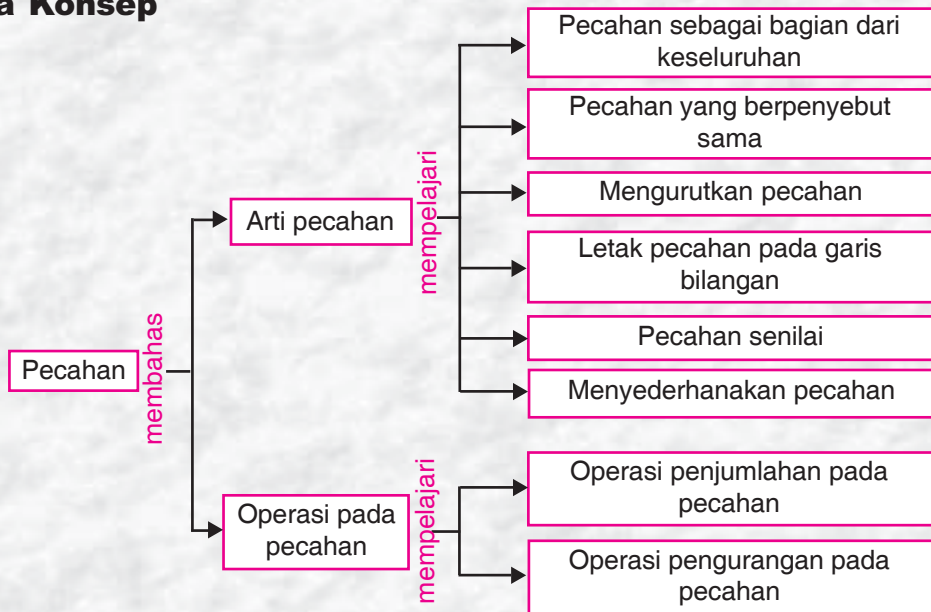 a Konsep
Pecahan
membahas
Arti pecahan
mempelajari
Pecahan sebagai bagian dari
keseluruhan
Pecahan yang berpenyebut
sama
Mengurutkan pecahan
Letak pecahan pada garis
bilangan
Pecahan senilai
Menyederhanakan pecahan
Operasi pada
pecahan
mempelajari
Operasi penjumlahan pada
pecahan
Operasi pengurangan pada
pecahan